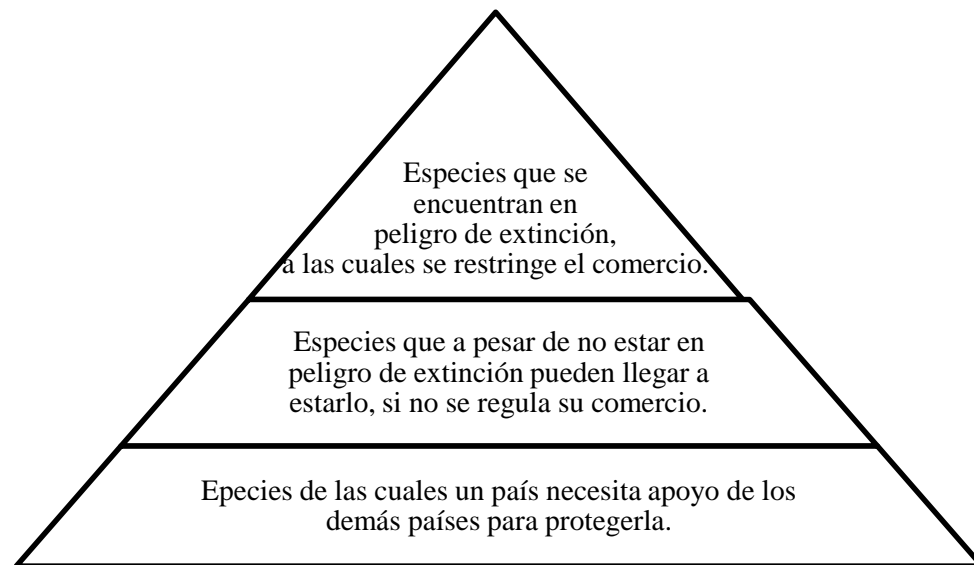 Especies que se
encuentran en
peligro de extinción,
a las cuales se restringe el comercio.
Especies que a pesar de no estar en
peligro de extinción pueden llegar a
estarlo, si no se regula su comercio.
Epecies de las cuales un país necesita apoyo de los
demás países para protegerla.